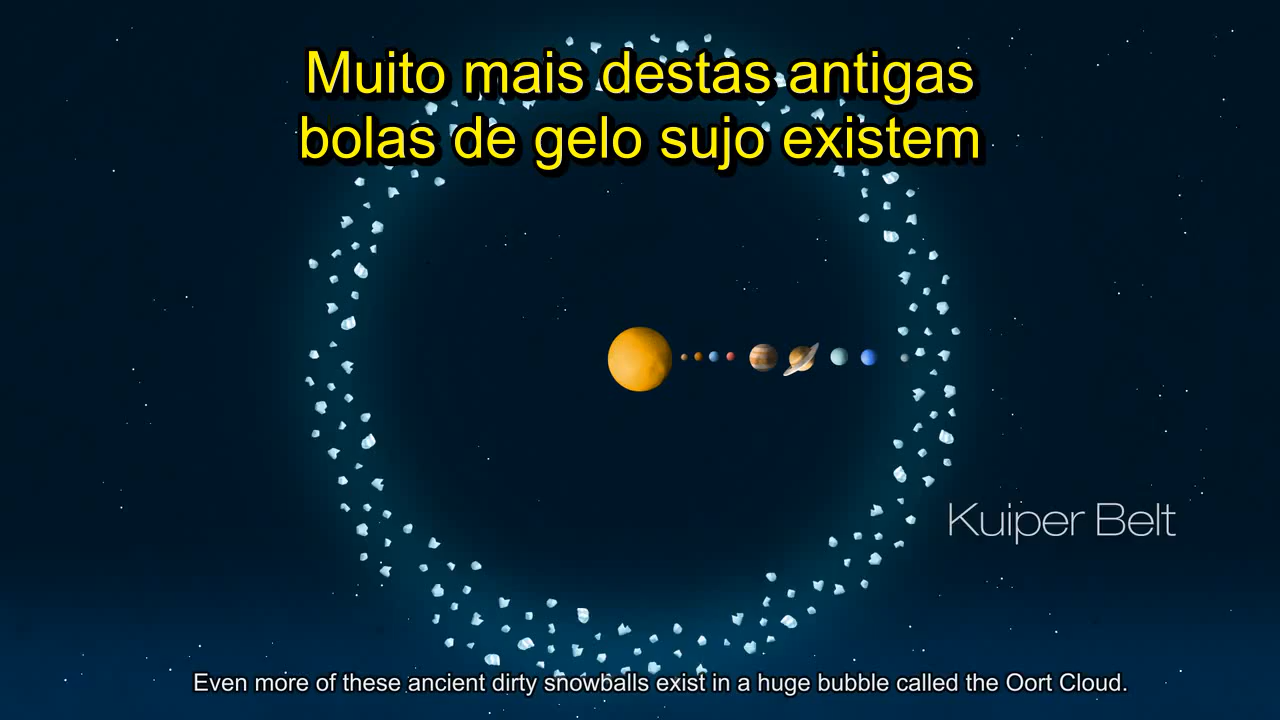 Muito mais destas antigas
bolas de gelo sujo existem
Kuiper Belt
Even more of these ancient dirty snowballs exist in a huge bubble called the Oort Cloud.